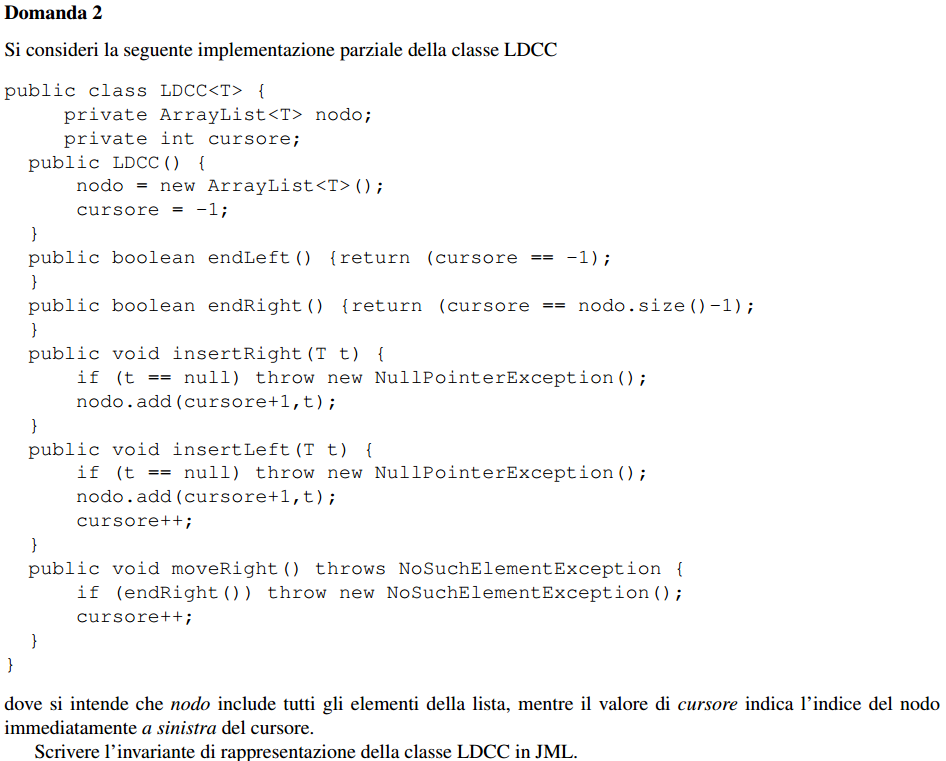 Domanda 2
Si consideri la seguente implementazione parziale della classe LDCC
public class LDCC<T> {
     private ArrayList<T> nodo;
     private int cursore;
  public LDCC() {
      nodo = new ArrayList<T>();
      cursore = -1;
  }
  public boolean endLeft() {return (cursore == -1);
  }
  public boolean endRight() {return (cursore == nodo.size()-1);
  }
  public void insertRight(T t) {
      if (t == null) throw new NullPointerException();
      nodo.add(cursore+1,t);
  }
  public void insertLeft(T t) {
      if (t == null) throw new NullPointerException();
      nodo.add(cursore+1,t);
      cursore++;
  }
  public void moveRight() throws NoSuchElementException {
      if (endRight()) throw new NoSuchElementException();
      cursore++;
  }
}
dove si intende che nodo include tutti gli elementi della lista, mentre il valore di cursore indica l'indice del nodo
immediatamente a sinistra del cursore.
Scrivere l'invariante di rappresentazione della classe LDCC in JML.